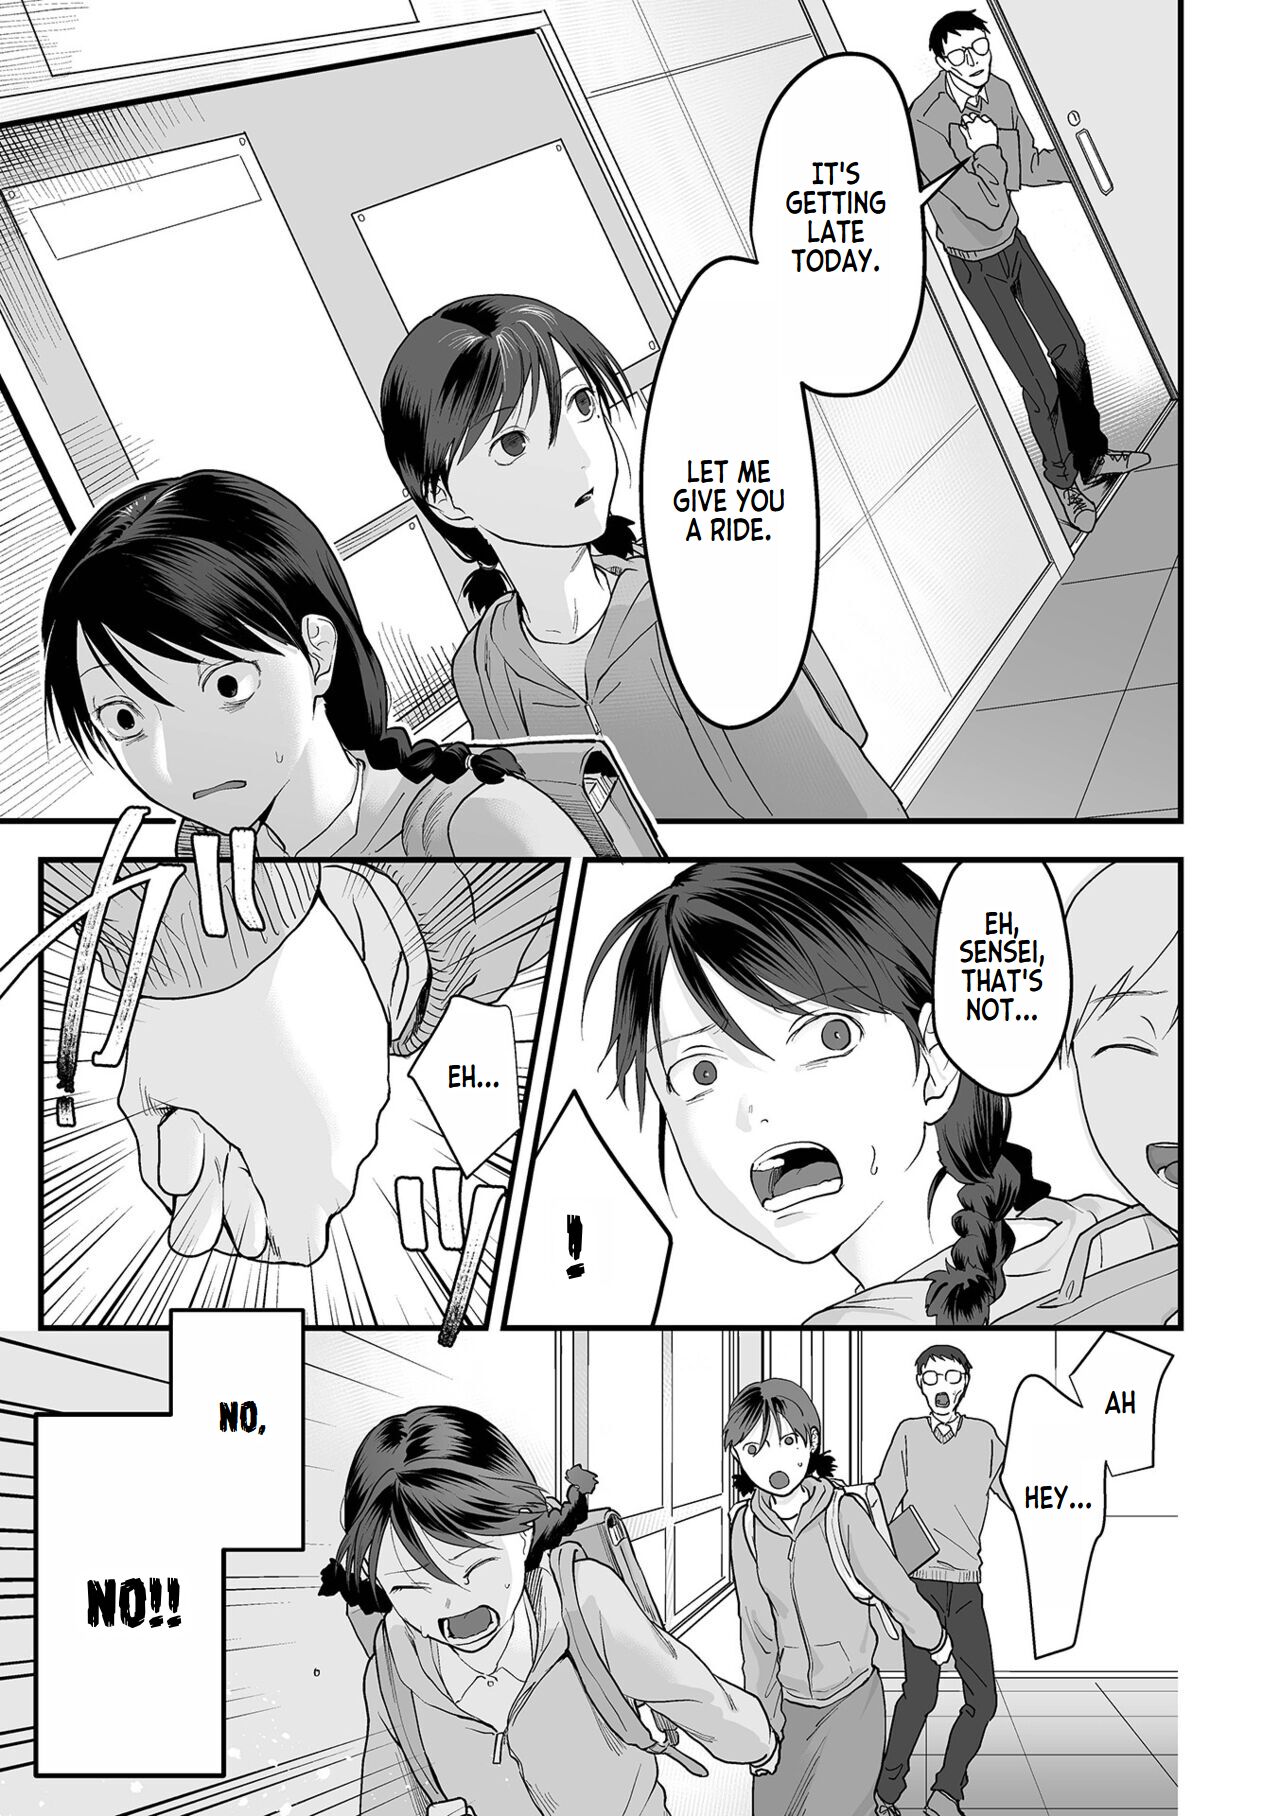 IT'S
GETTING
LATE
TODAY.
LET ME
GIVE YOU
A RIDE.
EH,
SENSEI,
THAT'S
NOT...
!
EH...
AH
HEY...
NO,
NO!!